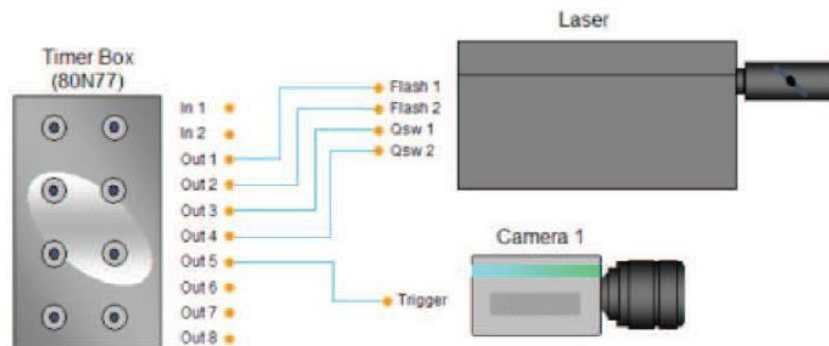 Laser
Timer Box
(80N77)
In 1
In 2
Out 1
Out 2
Out 3
Out 4
Out 5
Out 6
Out 7
Out 8
Flash 1
Flash 2
Qsw 1
Qsw 2
Camera 1
Trigger